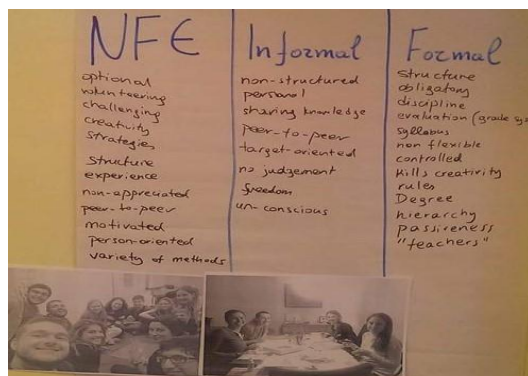 NFE
optional
volunteering
challenging
creativity
strategies
structure
experience
non-appreciated
peer-to-peer
motivated
person-oriented
variety of methods
Informal
non-structured
personal
sharing knowledge
peer-to-peer
target-oriented
no judgement
freedom
un-conscious
Formal
Structure
obligatory
discipline
evaluation (grade sys
syllabus
non flexible
controlled
Kills creativity
rules
Degree
hierarchy
passiveness
"teachers"